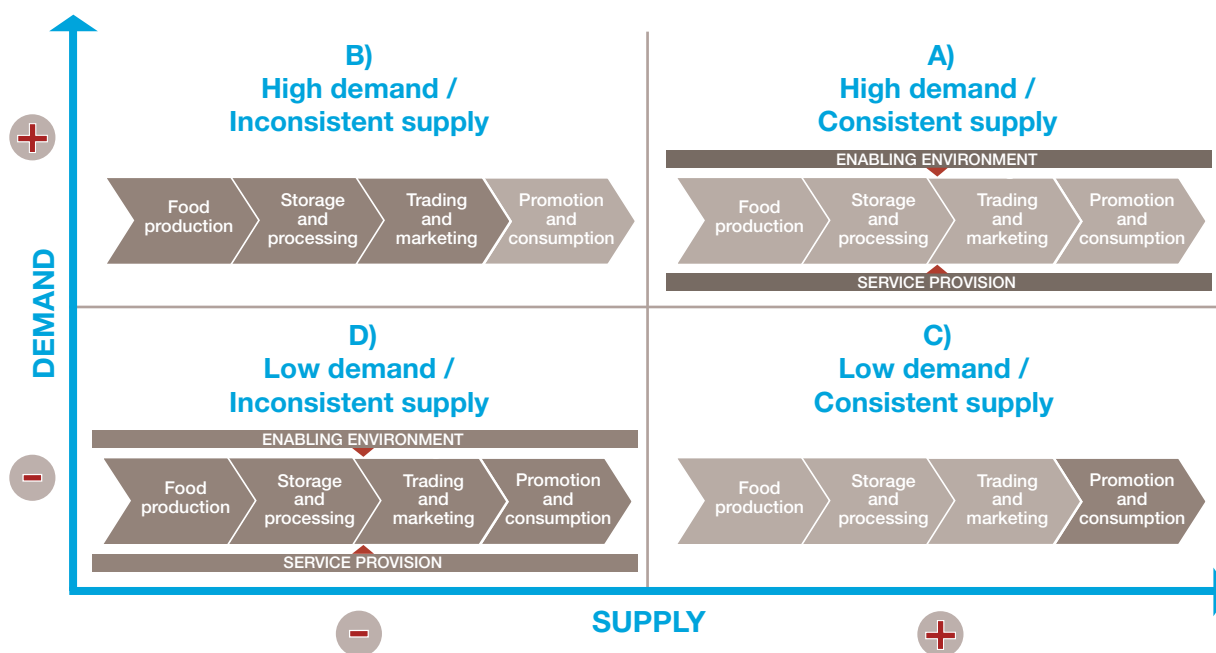 B)
High demand /
Inconsistent supply
Food
production
Storage
and
processing
Trading
and
marketing
Promotion
and
consumption
A)
High demand /
Consistent supply
ENABLING ENVIRONMENT
Food
production
Storage
and
processing
Trading
and
marketing
Promotion
and
consumption
SERVICE PROVISION
D)
Low demand /
Inconsistent supply
ENABLING ENVIRONMENT
Food
production
Storage
and
processing
Trading
and
marketing
Promotion
and
consumption
SERVICE PROVISION
C)
Low demand /
Consistent supply
Food
production
Storage
and
processing
Trading
and
marketing
Promotion
and
consumption
DEMAND
+
-
SUPPLY
-
+